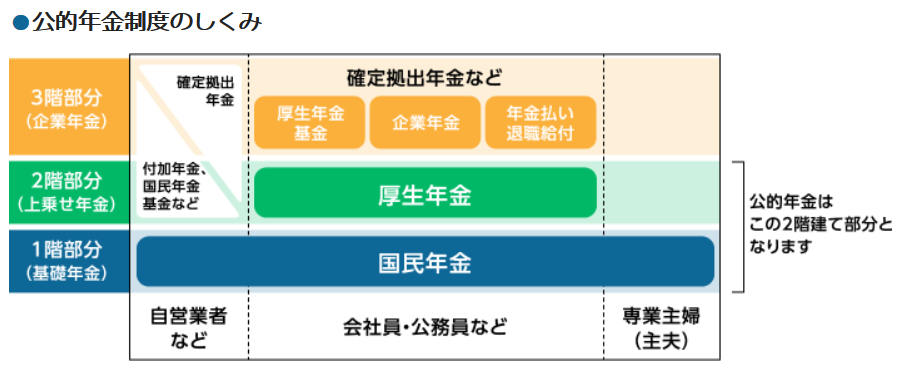 ●公的年金制度のしくみ
3階部分
（企業年金）
確定拠出
年金
付加年金、
国民年金
基金など
確定拠出年金など
厚生年金
基金
企業年金
年金払い
退職給付
2階部分
（上乗せ年金）
厚生年金
1階部分
（基礎年金）
国民年金
公的年金は
この2階建て部分と
なります
自営業者
など
会社員・公務員など
専業主婦
（主夫）